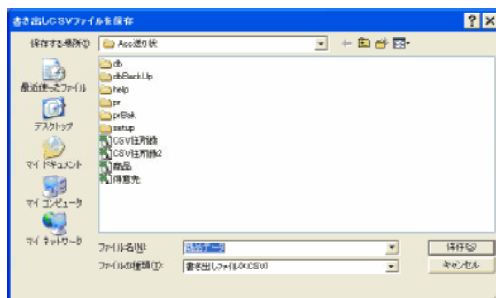 書き出しCSVファイルを保存
保存する場所(I):
Acc送り状
最近使ったファイル
デスクトップ
マイ ドキュメント
マイ コンピュータ
マイ ネットワーク
db
dbBackUp
help
pr
prBak
setup
CSV住所録
CSV住所録2
商品
得意先
ファイル名(N):
保存(S)
ファイルの種類(T):
書き出しファイル(*.CSV)
キャンセル